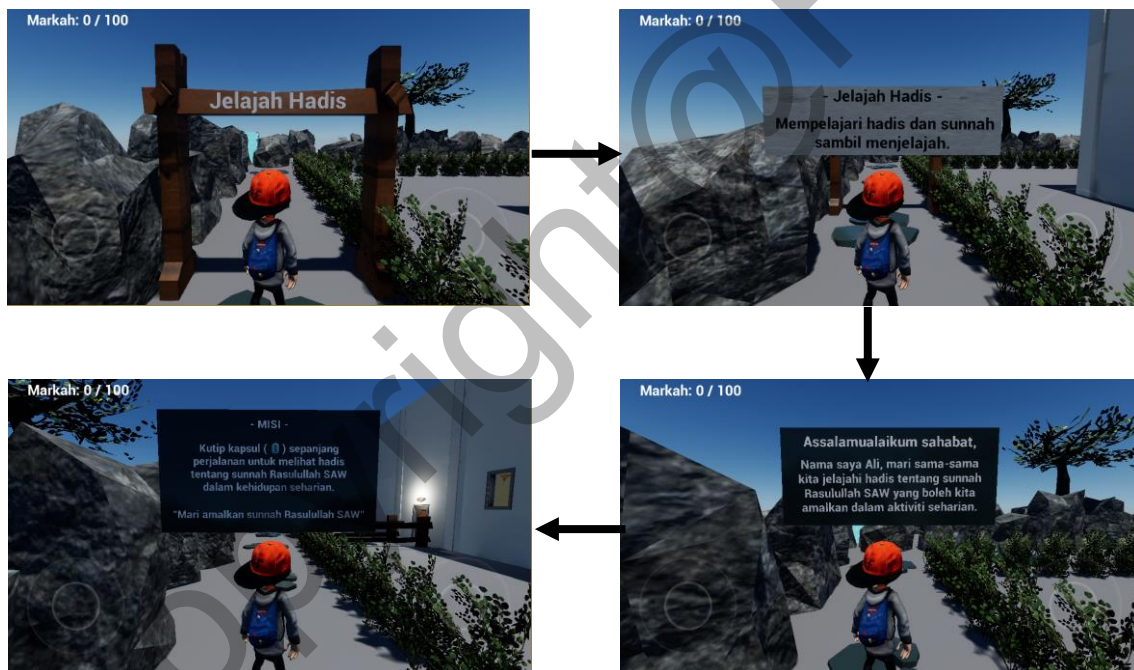 Markah: 0 / 100
Jelajah Hadis
Markah: 0 / 100
- Jelajah Hadis -
Mempelajari hadis dan sunnah
sambil menjelajah.
Markah: 0 / 100
Assalamualaikum sahabat,
Nama saya Ali, mari sama-sama
kita jelajahi hadis tentang sunnah
Rasulullah SAW yang boleh kita
amalkan dalam aktiviti seharian.
Markah: 0 / 100
- MISI -
Kutip kapsul ( ) sepanjang
perjalanan untuk melihat hadis
tentang sunnah Rasulullah SAW
dalam kehidupan seharian.
"Mari amalkan sunnah Rasulullah SAW"